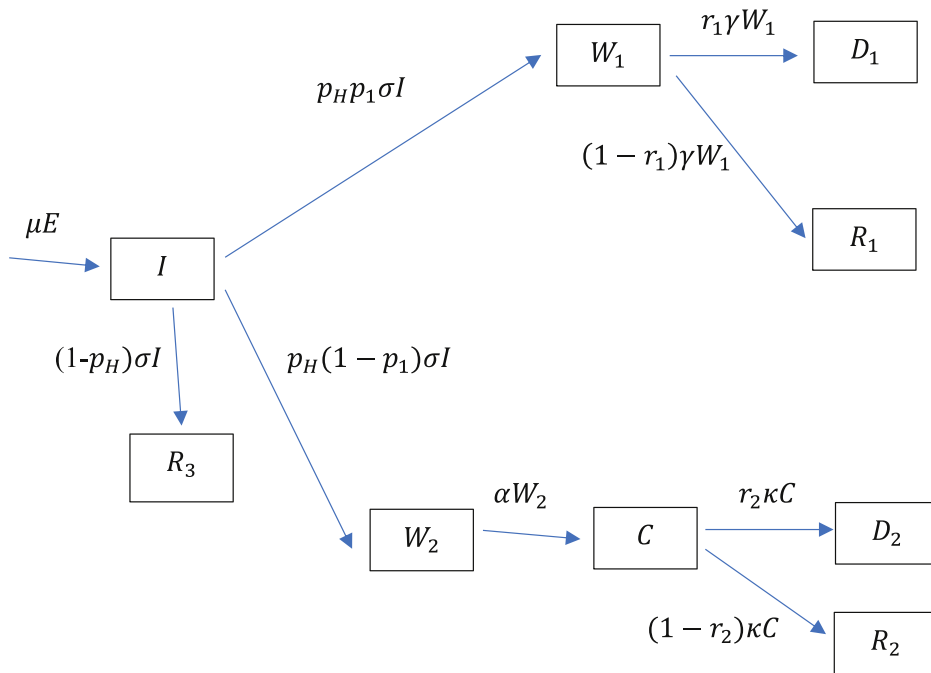 r₁γW₁
W₁
D₁
p_H p₁σI
(1 − r₁)γW₁
μE
R₁
I
(1-p_H)σI
p_H(1 − p₁)σI
R₃
αW₂
r₂κC
W₂
C
D₂
(1 − r₂)κC
R₂